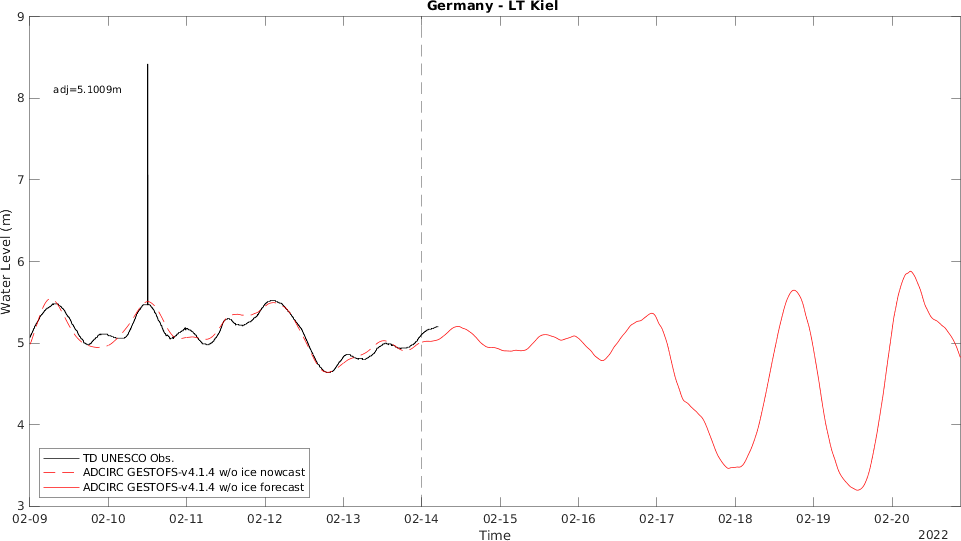 Germany - LT Kiel
9
8
7
6
5
4
3
Water Level (m)
adj=5.1009m
TD UNESCO Obs.
ADCIRC GESTOFS-v4.1.4 w/o ice nowcast
ADCIRC GESTOFS-v4.1.4 w/o ice forecast
02-09 02-10 02-11 02-12 02-13 02-14 02-15 02-16 02-17 02-18 02-19 02-20
Time
2022